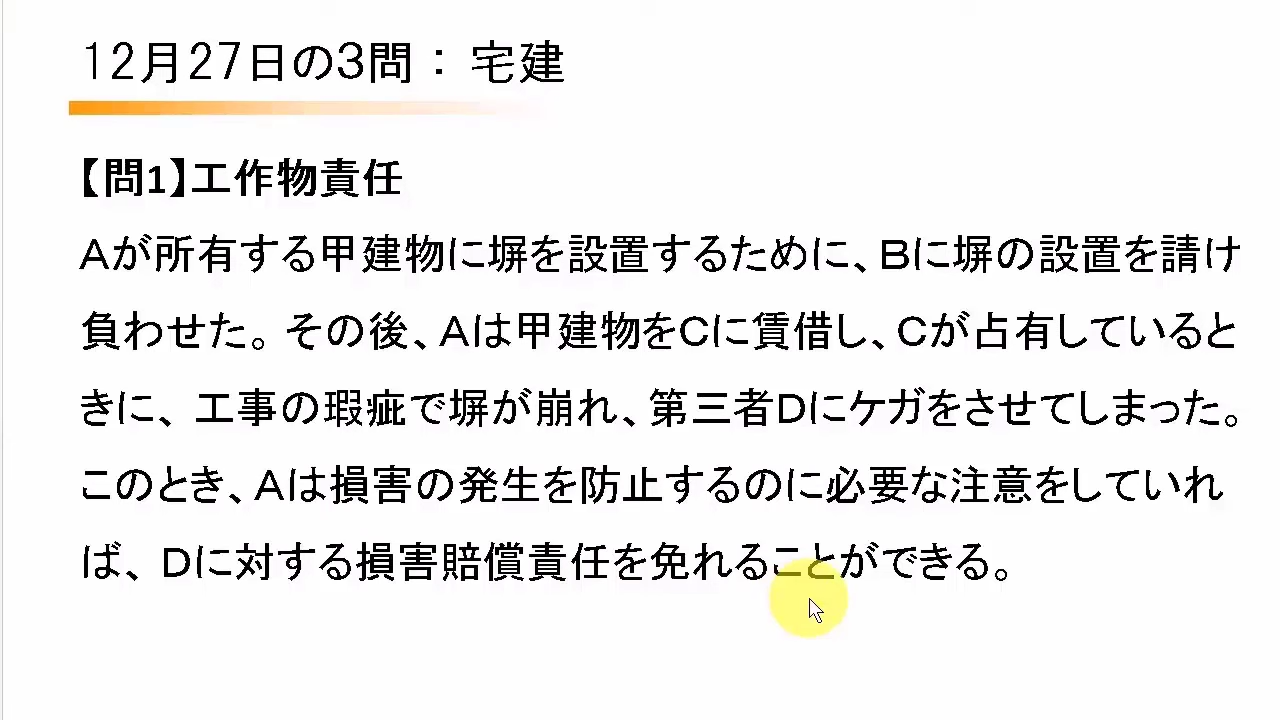 12月27日の3問：宅建
【問1】工作物責任
Aが所有する甲建物に塀を設置するために、Bに塀の設置を請け
負わせた。その後、Aは甲建物をCに賃借し、Cが占有していると
きに、工事の瑕疵で塀が崩れ、第三者Dにケガをさせてしまった。
このとき、Aは損害の発生を防止するのに必要な注意をしていれ
ば、Dに対する損害賠償責任を免れることができる。